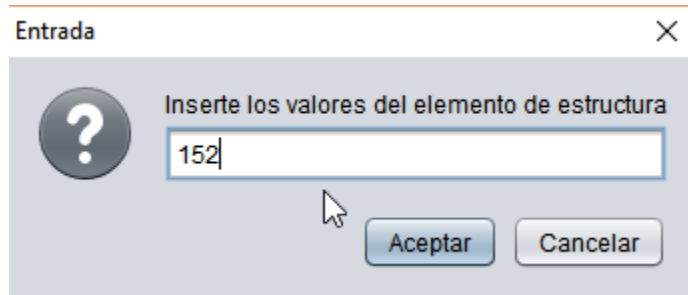 Entrada
Inserte los valores del elemento de estructura
152
Aceptar Cancelar